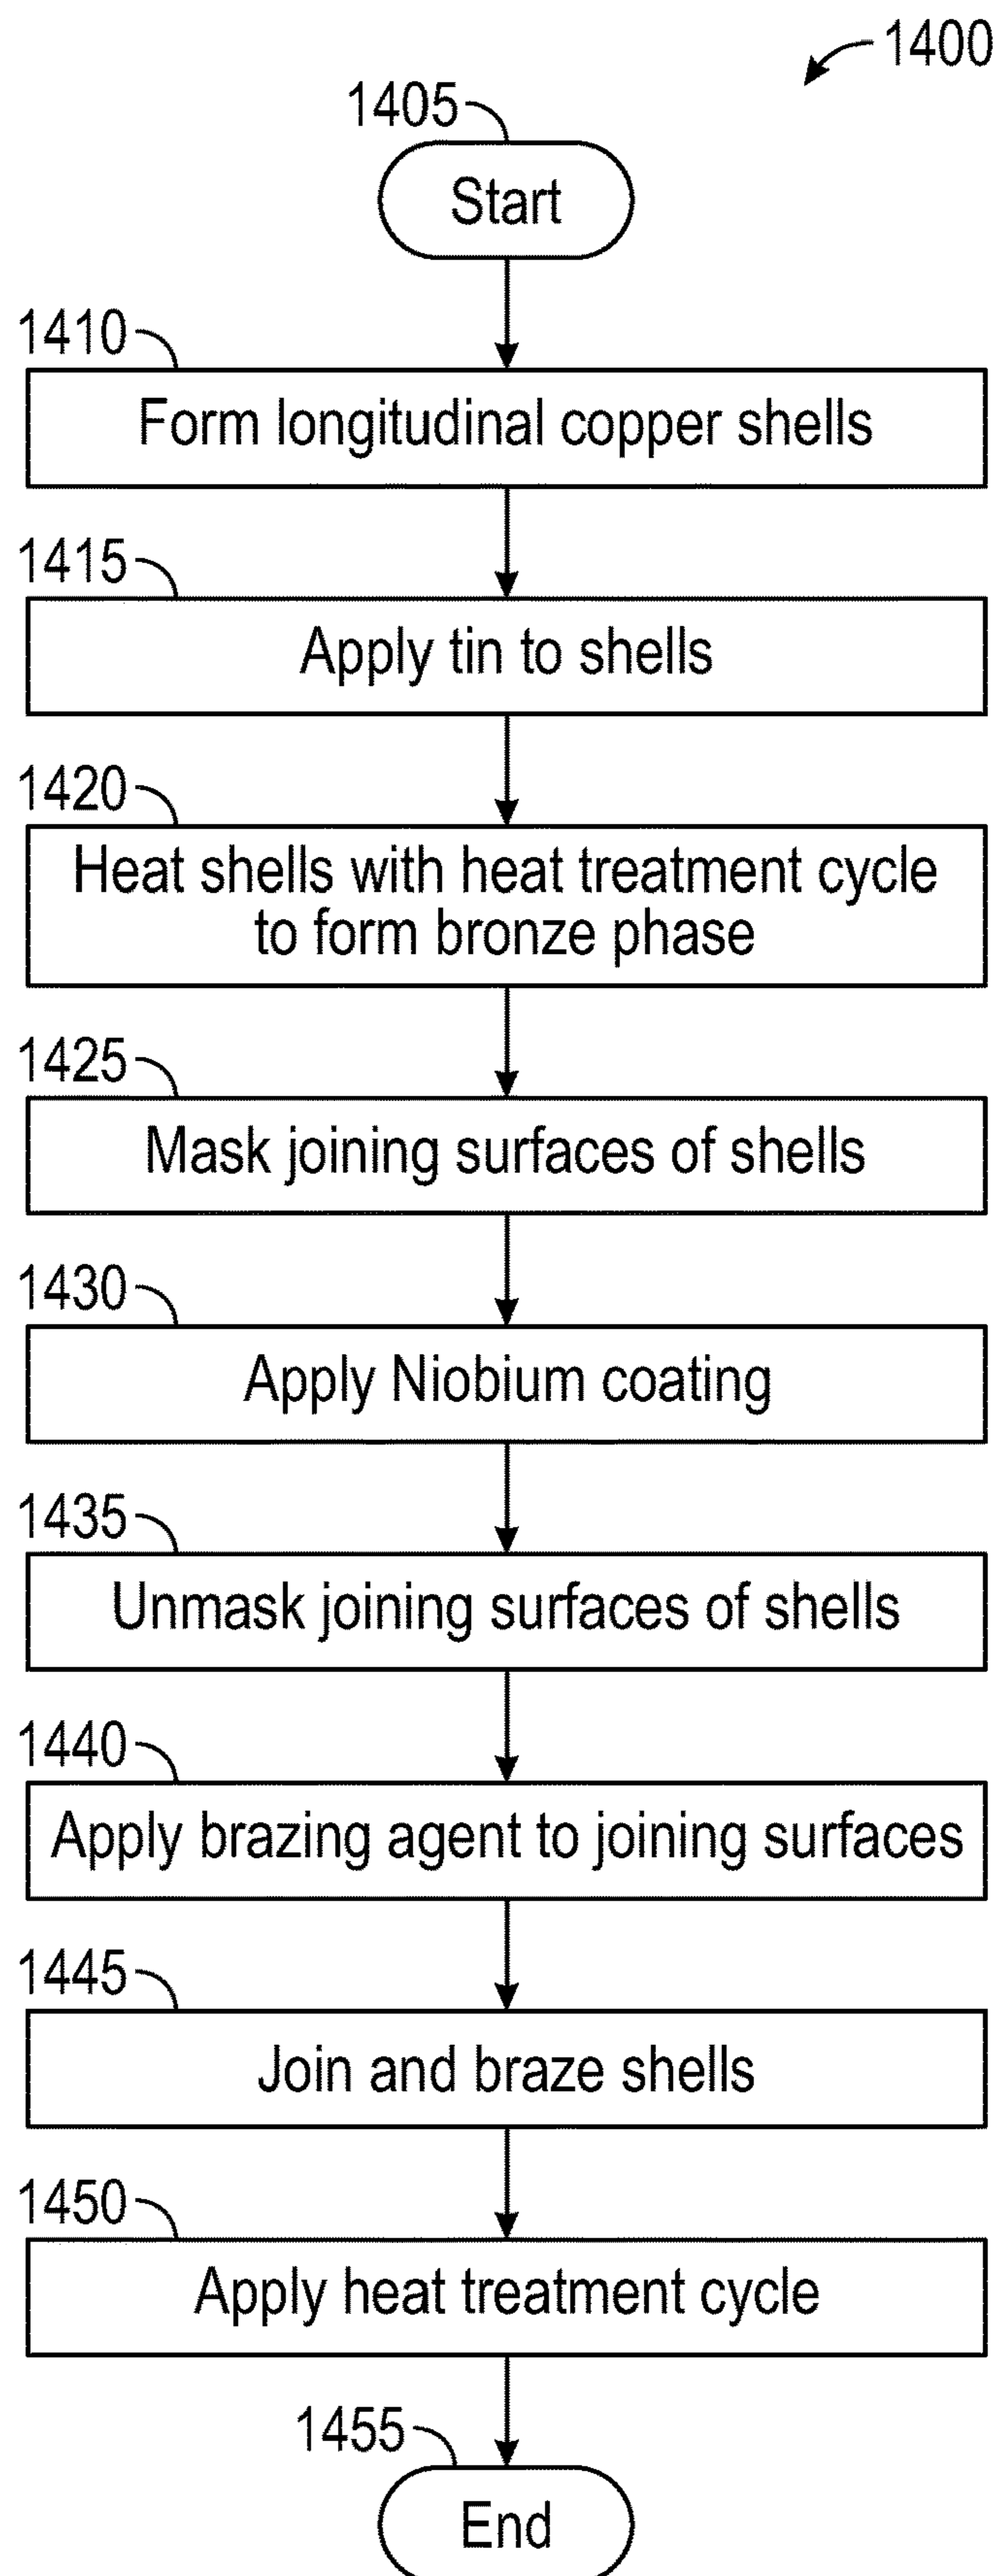 1400
1405
Start
1410
Form longitudinal copper shells
1415
Apply tin to shells
1420
Heat shells with heat treatment cycle
to form bronze phase
1425
Mask joining surfaces of shells
1430
Apply Niobium coating
1435
Unmask joining surfaces of shells
1440
Apply brazing agent to joining surfaces
1445
Join and braze shells
1450
Apply heat treatment cycle
1455
End